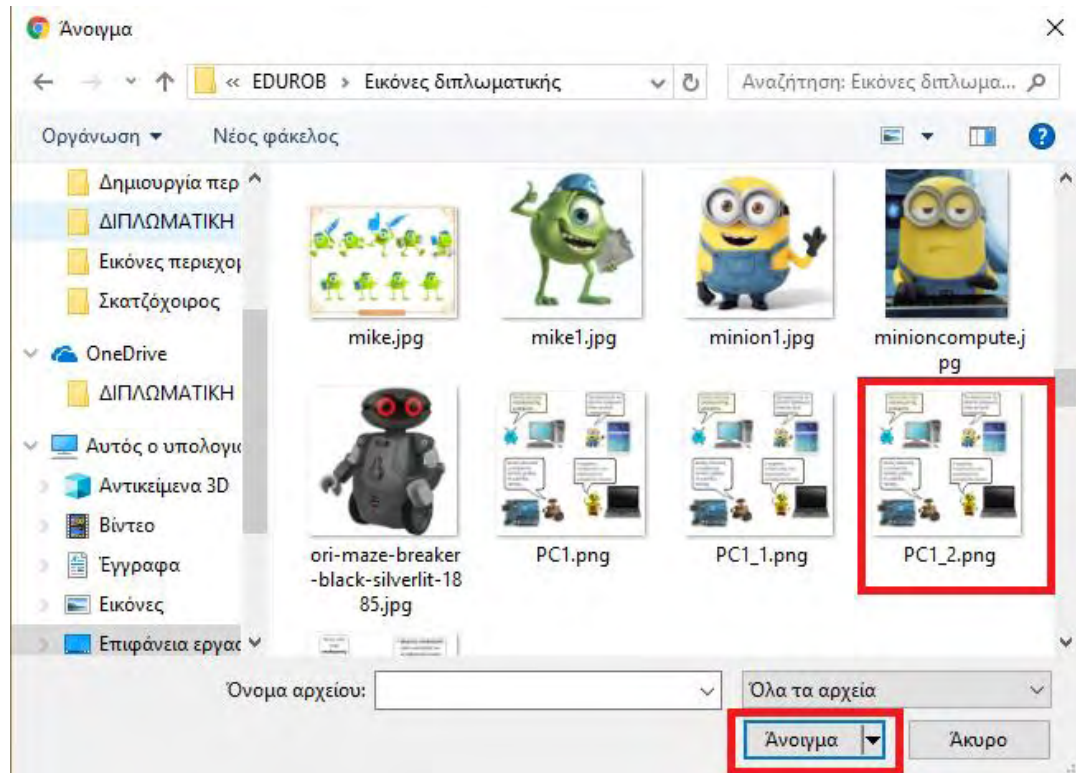 Άνοιγμα
« EDUROB › Εικόνες διπλωματικής
Αναζήτηση: Εικόνες διπλωμα...
Οργάνωση
Νέος φάκελος
Δημιουργία περ
ΔΙΠΛΩΜΑΤΙΚΗ
Εικόνες περιεχομ
Σκατζόχοιρος
OneDrive
ΔΙΠΛΩΜΑΤΙΚΗ
Αυτός ο υπολογισ
Αντικείμενα 3D
Βίντεο
Έγγραφα
Εικόνες
Επιφάνεια εργασ
mike.jpg
mike1.jpg
minion1.jpg
minioncompute.j
pg
ori-maze-breaker
-black-silverlit-18
85.jpg
PC1.png
PC1_1.png
PC1_2.png
Όνομα αρχείου:
Όλα τα αρχεία
Άνοιγμα
Άκυρο